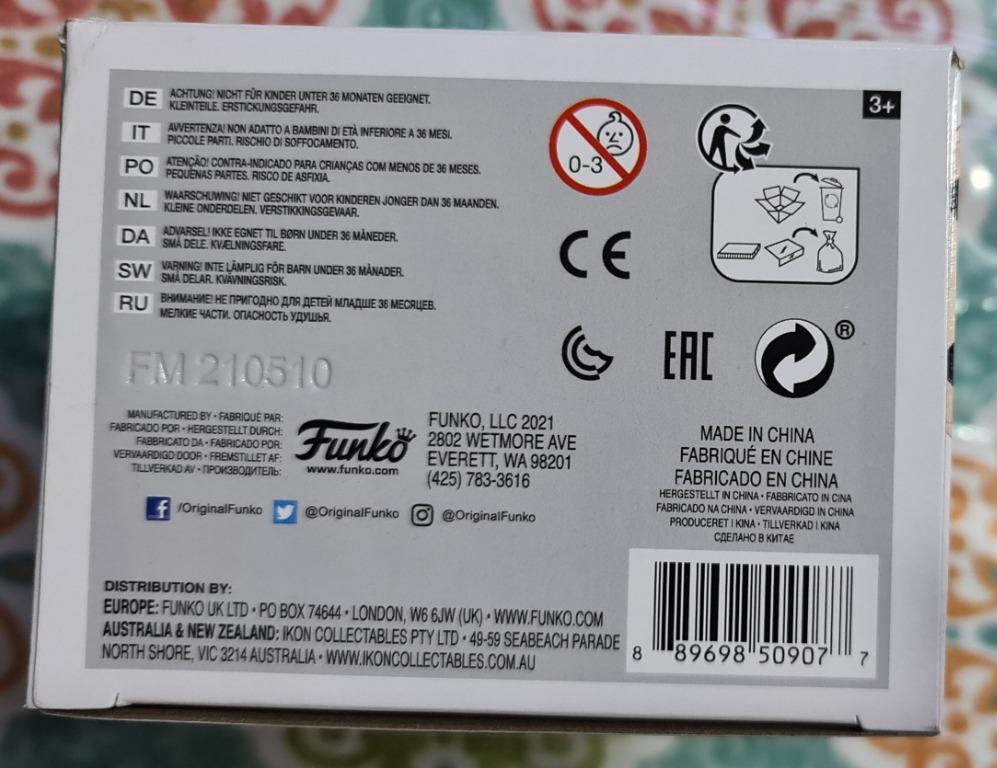 DE ACHTUNG! NICHT FÜR KINDER UNTER 36 MONATEN GEEIGNET.
KLEINTEILE. ERSTICKUNGSGEFAHR.
IT AVVERTENZA! NON ADATTO A BAMBINI DI ETÀ INFERIORE A 36 MESI.
PICCOLE PARTI. RISCHIO DI SOFFOCAMENTO.
PO ATENÇÃO! CONTRA-INDICADO PARA CRIANÇAS COM MENOS DE 36 MESES.
PEQUENAS PARTES. RISCO DE ASFIXIA.
NL WAARSCHUWING! NIET GESCHIKT VOOR KINDEREN JONGER DAN 36 MAANDEN.
KLEINE ONDERDELEN. VERSTIKKINGSGEVAAR.
DA ADVARSEL! IKKE EGNET TIL BØRN UNDER 36 MÅNEDER.
SMÅ DELE. KVÆLNINGSFARE.
SW VARNING! INTE LÄMPLIG FÖR BARN UNDER 36 MÅNADER.
SMÅ DELAR. KVÄVNINGSRISK.
RU ВНИМАНИЕ! НЕ ПРИГОДНО ДЛЯ ДЕТЕЙ МЛАДШЕ 36 МЕСЯЦЕВ.
МЕЛКИЕ ЧАСТИ. ОПАСНОСТЬ УДУШЬЯ.
0-3
3+
CE
EAC
®
FM 210510
MANUFACTURED BY • FABRIQUÉ PAR:
FABRICADO POR • HERGESTELLT DURCH:
FABBRICATO DA • FABRICADO POR:
VERVAARDIGD DOOR • FREMSTILLET AF:
TILLVERKAD AV • ПРОИЗВОДИТЕЛЬ:
Funko
www.funko.com
FUNKO, LLC 2021
2802 WETMORE AVE
EVERETT, WA 98201
(425) 783-3616
f /OriginalFunko @OriginalFunko @OriginalFunko
MADE IN CHINA
FABRIQUÉ EN CHINE
FABRICADO EN CHINA
HERGESTELLT IN CHINA • FABBRICATO IN CINA
FABRICADO NA CHINA • VERVAARDIGD IN CHINA
PRODUCERET I KINA • TILLVERKAD I KINA
СДЕЛАНО В КИТАЕ
DISTRIBUTION BY:
EUROPE: FUNKO UK LTD • PO BOX 74644 • LONDON, W6 6JW (UK) • WWW.FUNKO.COM
AUSTRALIA & NEW ZEALAND: IKON COLLECTABLES PTY LTD • 49-59 SEABEACH PARADE
NORTH SHORE, VIC 3214 AUSTRALIA • WWW.IKONCOLLECTABLES.COM.AU
8 89698 50907 7